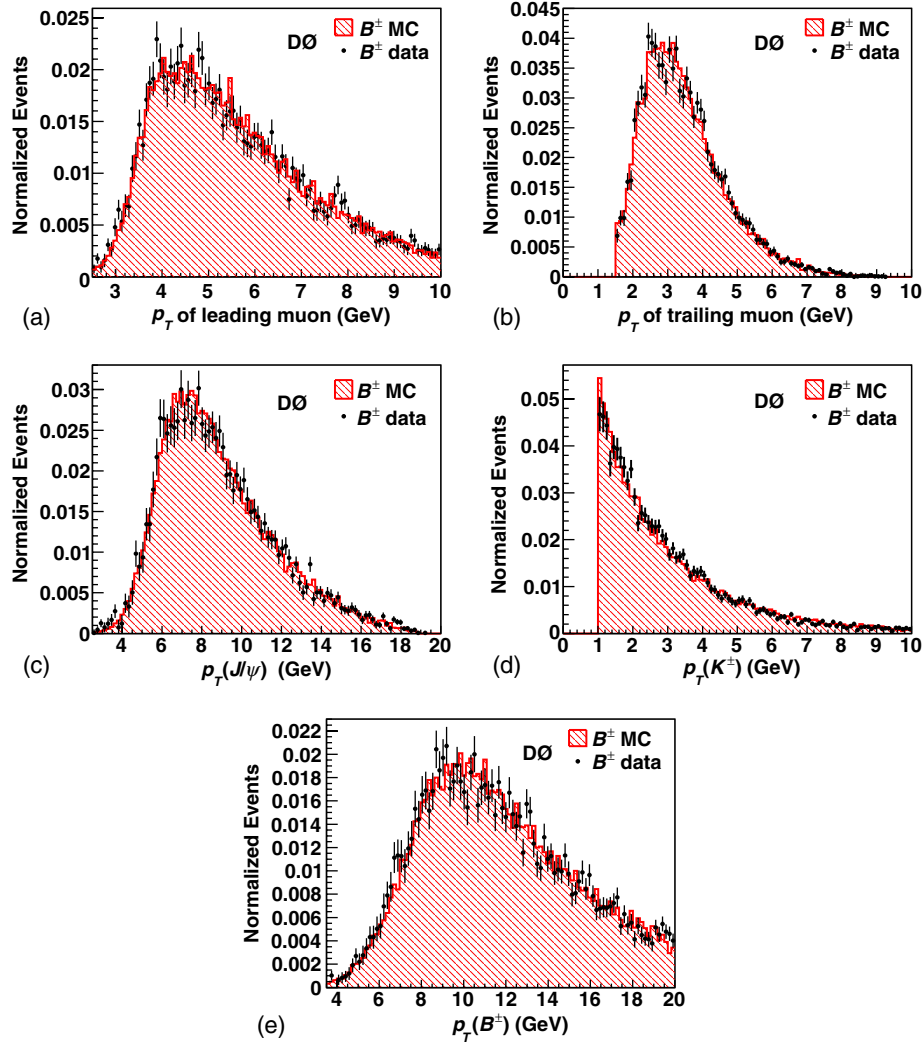 0.025
0.02
0.015
0.01
0.005
0
Normalized Events
DØ
B± MC
B± data
3 4 5 6 7 8 9 10
(a)
p_T of leading muon (GeV)
0.045
0.04
0.035
0.03
0.025
0.02
0.015
0.01
0.005
0
Normalized Events
DØ
B± MC
B± data
0 1 2 3 4 5 6 7 8 9 10
(b)
p_T of trailing muon (GeV)
0.03
0.025
0.02
0.015
0.01
0.005
0
Normalized Events
DØ
B± MC
B± data
4 6 8 10 12 14 16 18 20
(c)
p_T(J/ψ) (GeV)
0.05
0.04
0.03
0.02
0.01
0
Normalized Events
DØ
B± MC
B± data
0 1 2 3 4 5 6 7 8 9 10
(d)
p_T(K±) (GeV)
0.022
0.02
0.018
0.016
0.014
0.012
0.01
0.008
0.006
0.004
0.002
0
Normalized Events
DØ
B± MC
B± data
4 6 8 10 12 14 16 18 20
(e)
p_T(B±) (GeV)